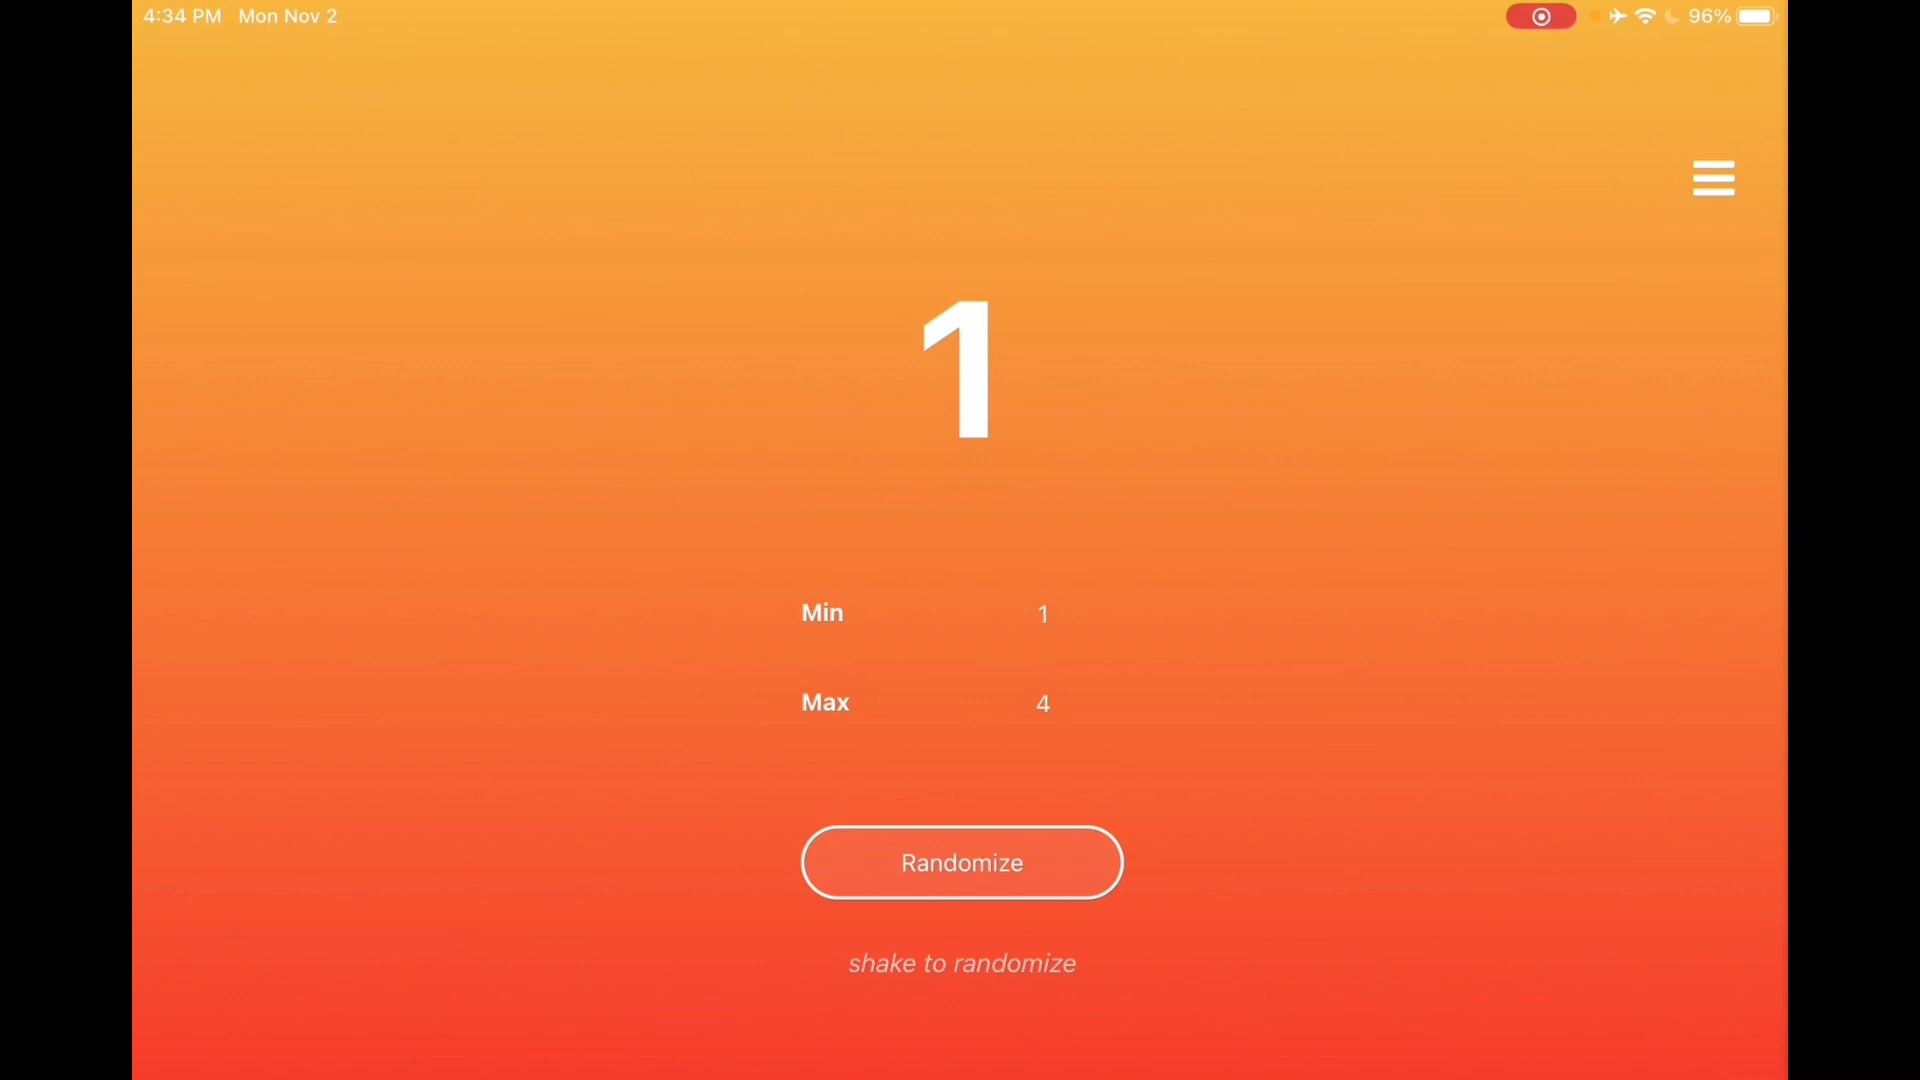 4:34 PM Mon Nov 2
96%
1
Min 1
Max 4
Randomize
shake to randomize